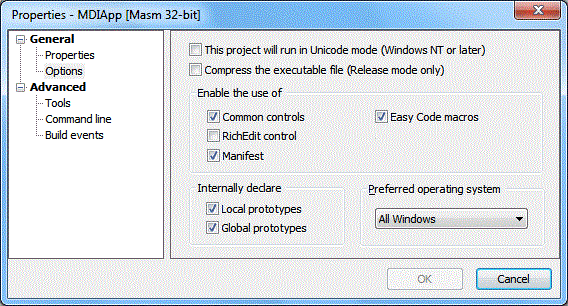 Properties - MDIApp [Masm 32-bit]
General
Properties
Options
Advanced
Tools
Command line
Build events
This project will run in Unicode mode (Windows NT or later)
Compress the executable file (Release mode only)
Enable the use of
Common controls
Easy Code macros
RichEdit control
Manifest
Internally declare
Local prototypes
Global prototypes
Preferred operating system
All Windows
OK
Cancel